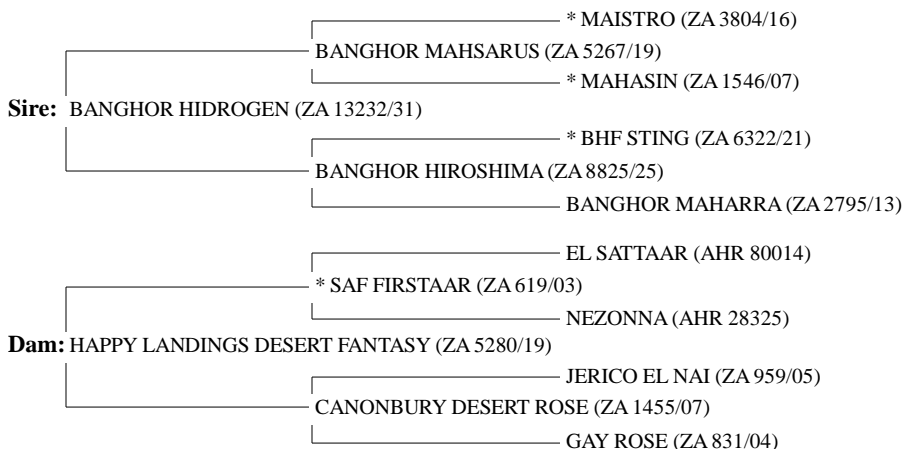 * MAISTRO (ZA 3804/16)
BANGHOR MAHSARUS (ZA 5267/19)
* MAHASIN (ZA 1546/07)
Sire: BANGHOR HIDROGEN (ZA 13232/31)
* BHF STING (ZA 6322/21)
BANGHOR HIROSHIMA (ZA 8825/25)
BANGHOR MAHARRA (ZA 2795/13)
EL SATTAAR (AHR 80014)
* SAF FIRSTAAR (ZA 619/03)
NEZONNA (AHR 28325)
Dam: HAPPY LANDINGS DESERT FANTASY (ZA 5280/19)
JERICO EL NAI (ZA 959/05)
CANONBURY DESERT ROSE (ZA 1455/07)
GAY ROSE (ZA 831/04)